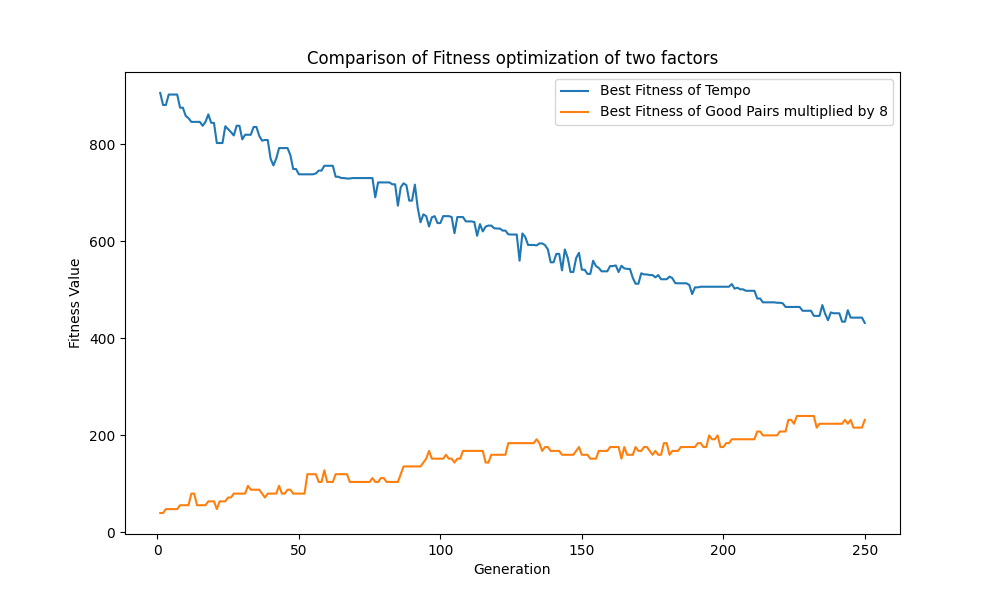 Comparison of Fitness optimization of two factors
Best Fitness of Tempo
Best Fitness of Good Pairs multiplied by 8
Fitness Value
800
600
400
200
0
0 50 100 150 200 250
Generation